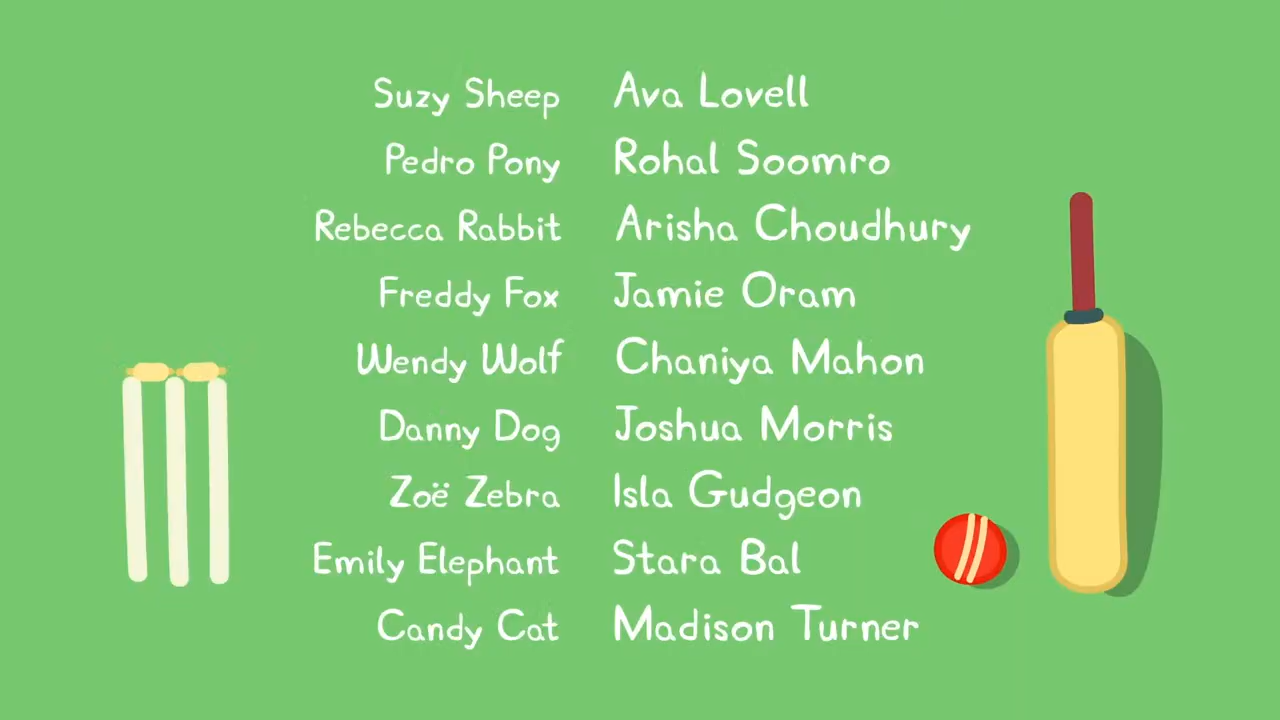 Suzy Sheep Ava Lovell
Pedro Pony Rohal Soomro
Rebecca Rabbit Arisha Choudhury
Freddy Fox Jamie Oram
Wendy Wolf Chaniya Mahon
Danny Dog Joshua Morris
Zoë Zebra Isla Gudgeon
Emily Elephant Stara Bal
Candy Cat Madison Turner